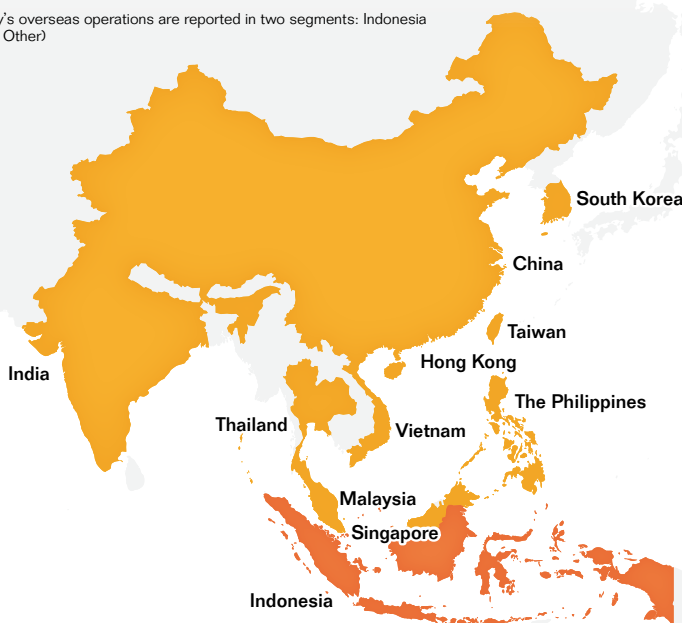 y's overseas operations are reported in two segments: Indonesia
Other)
South Korea
China
Taiwan
Hong Kong
India
The Philippines
Thailand
Vietnam
Malaysia
Singapore
Indonesia